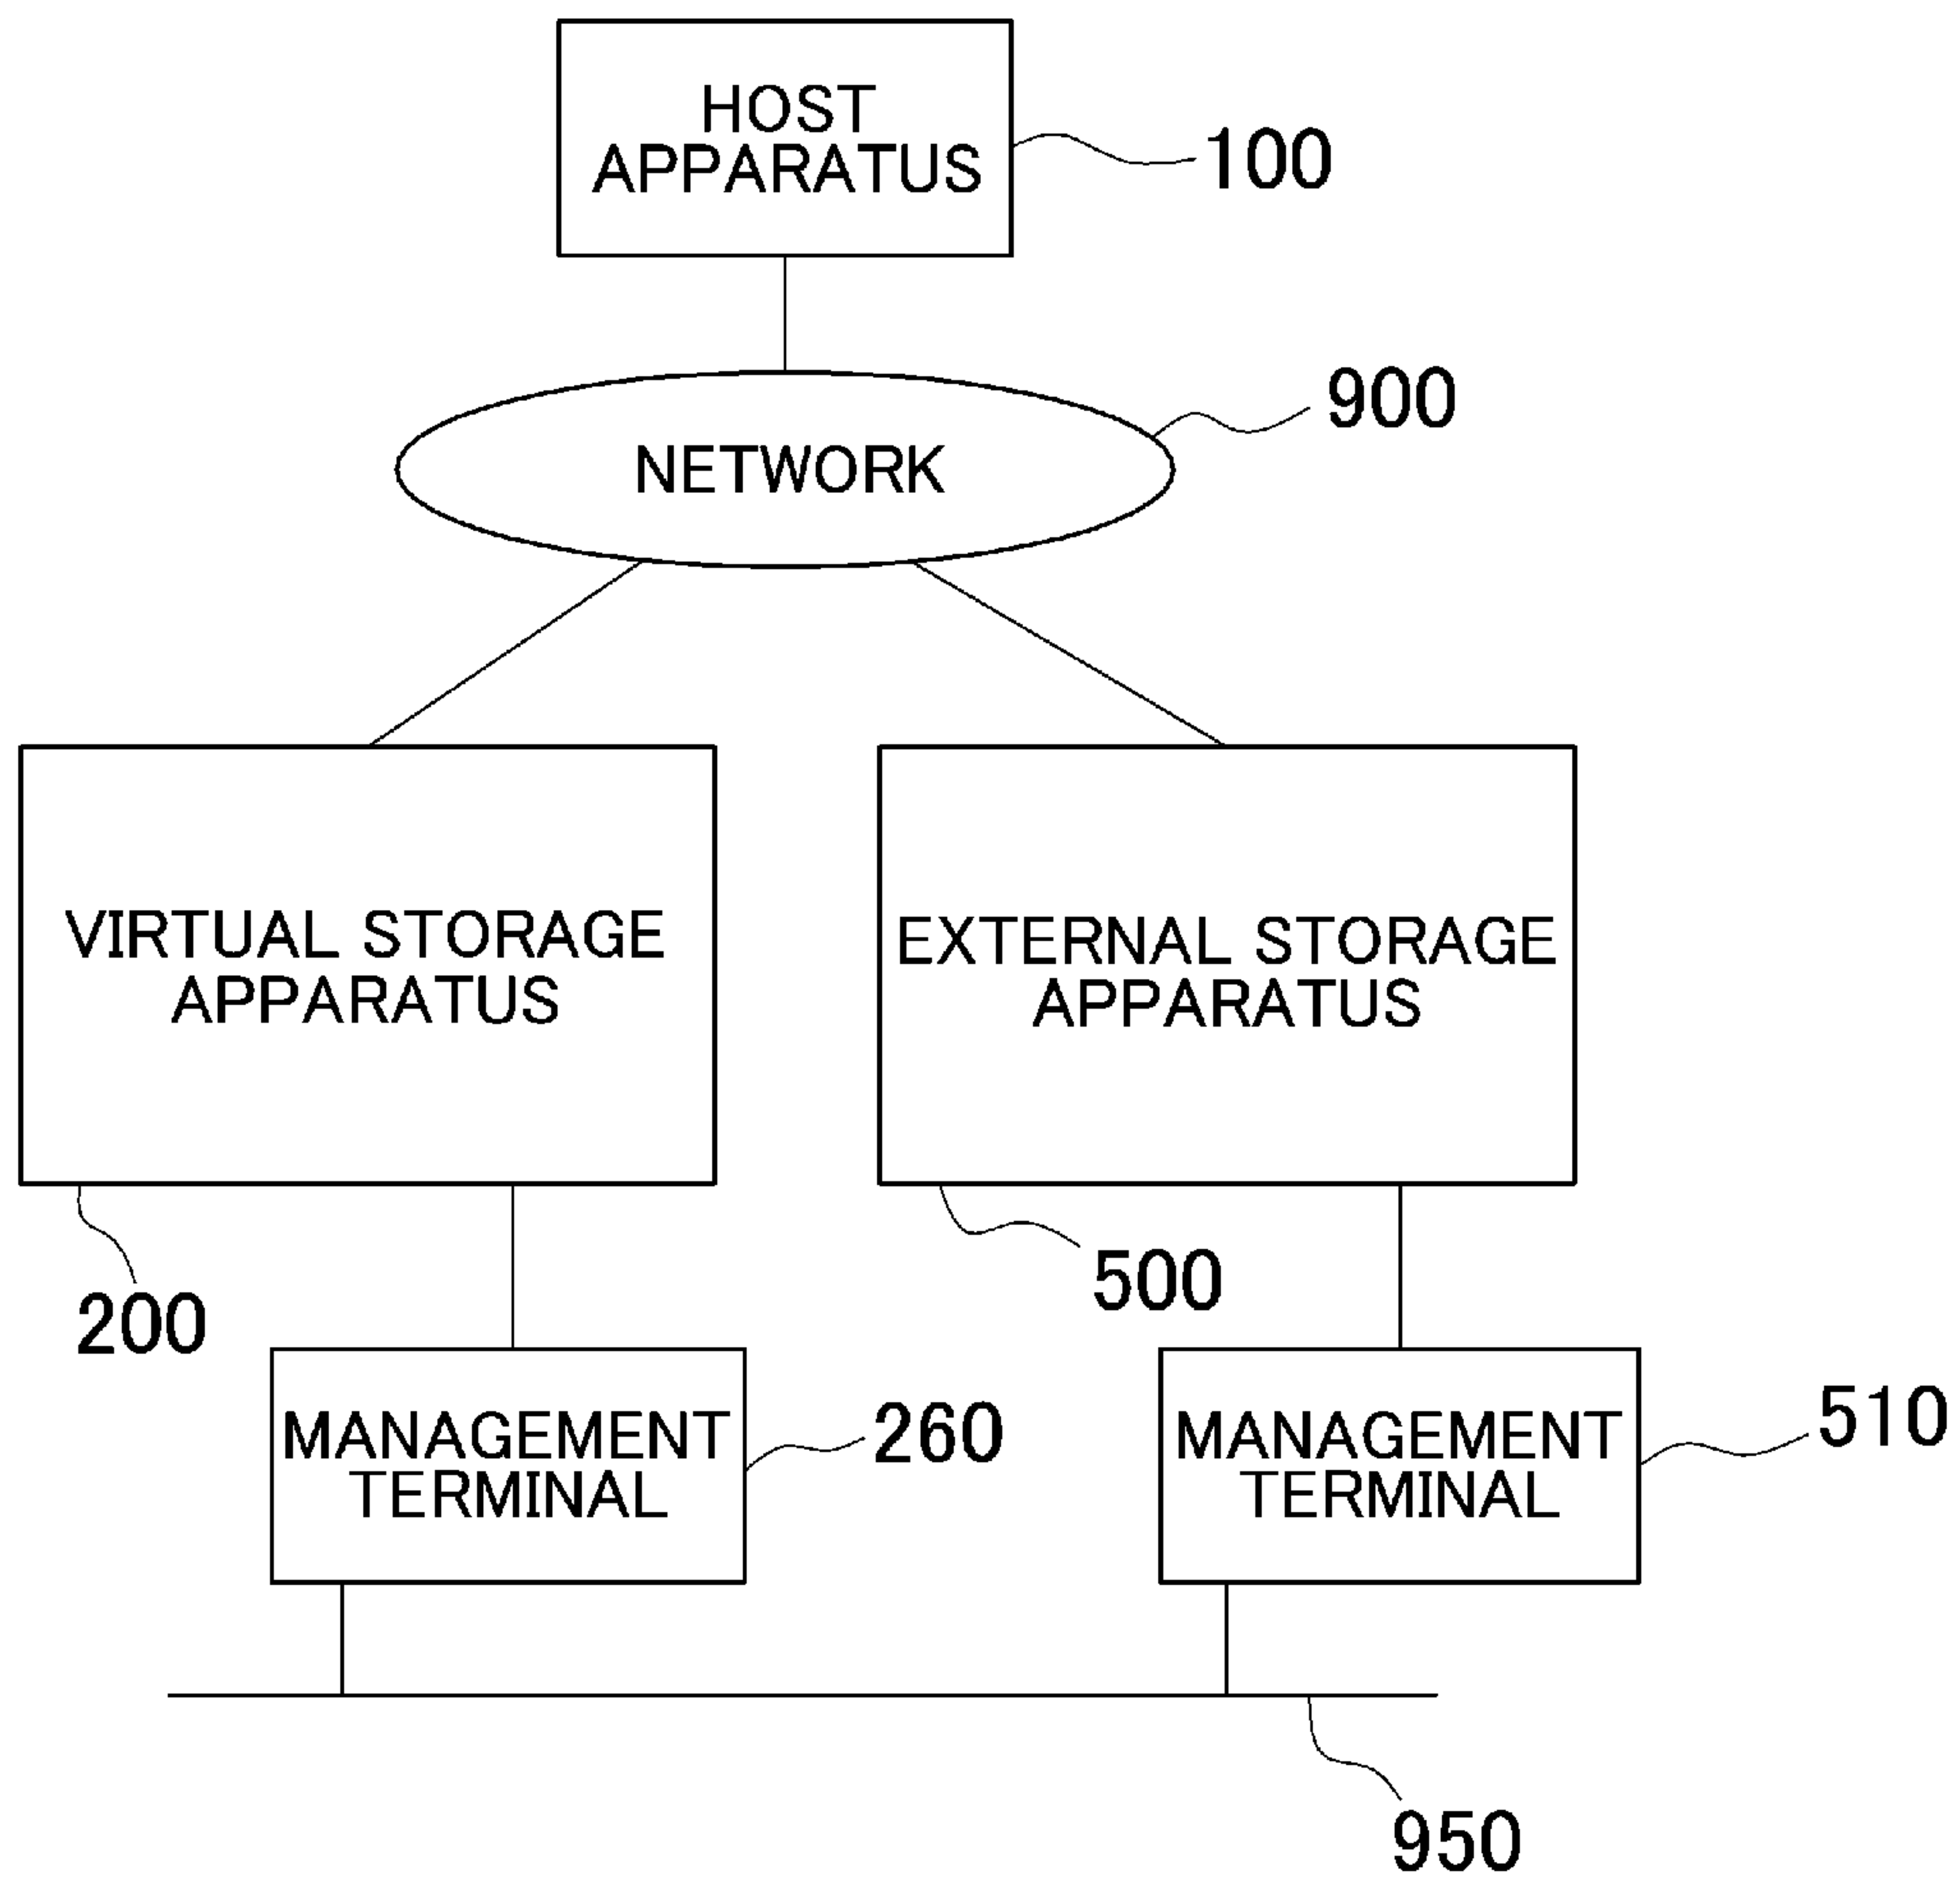 HOST
APPARATUS
100
900
NETWORK
VIRTUAL STORAGE
APPARATUS
EXTERNAL STORAGE
APPARATUS
200
500
MANAGEMENT
TERMINAL
260
MANAGEMENT
TERMINAL
510
950